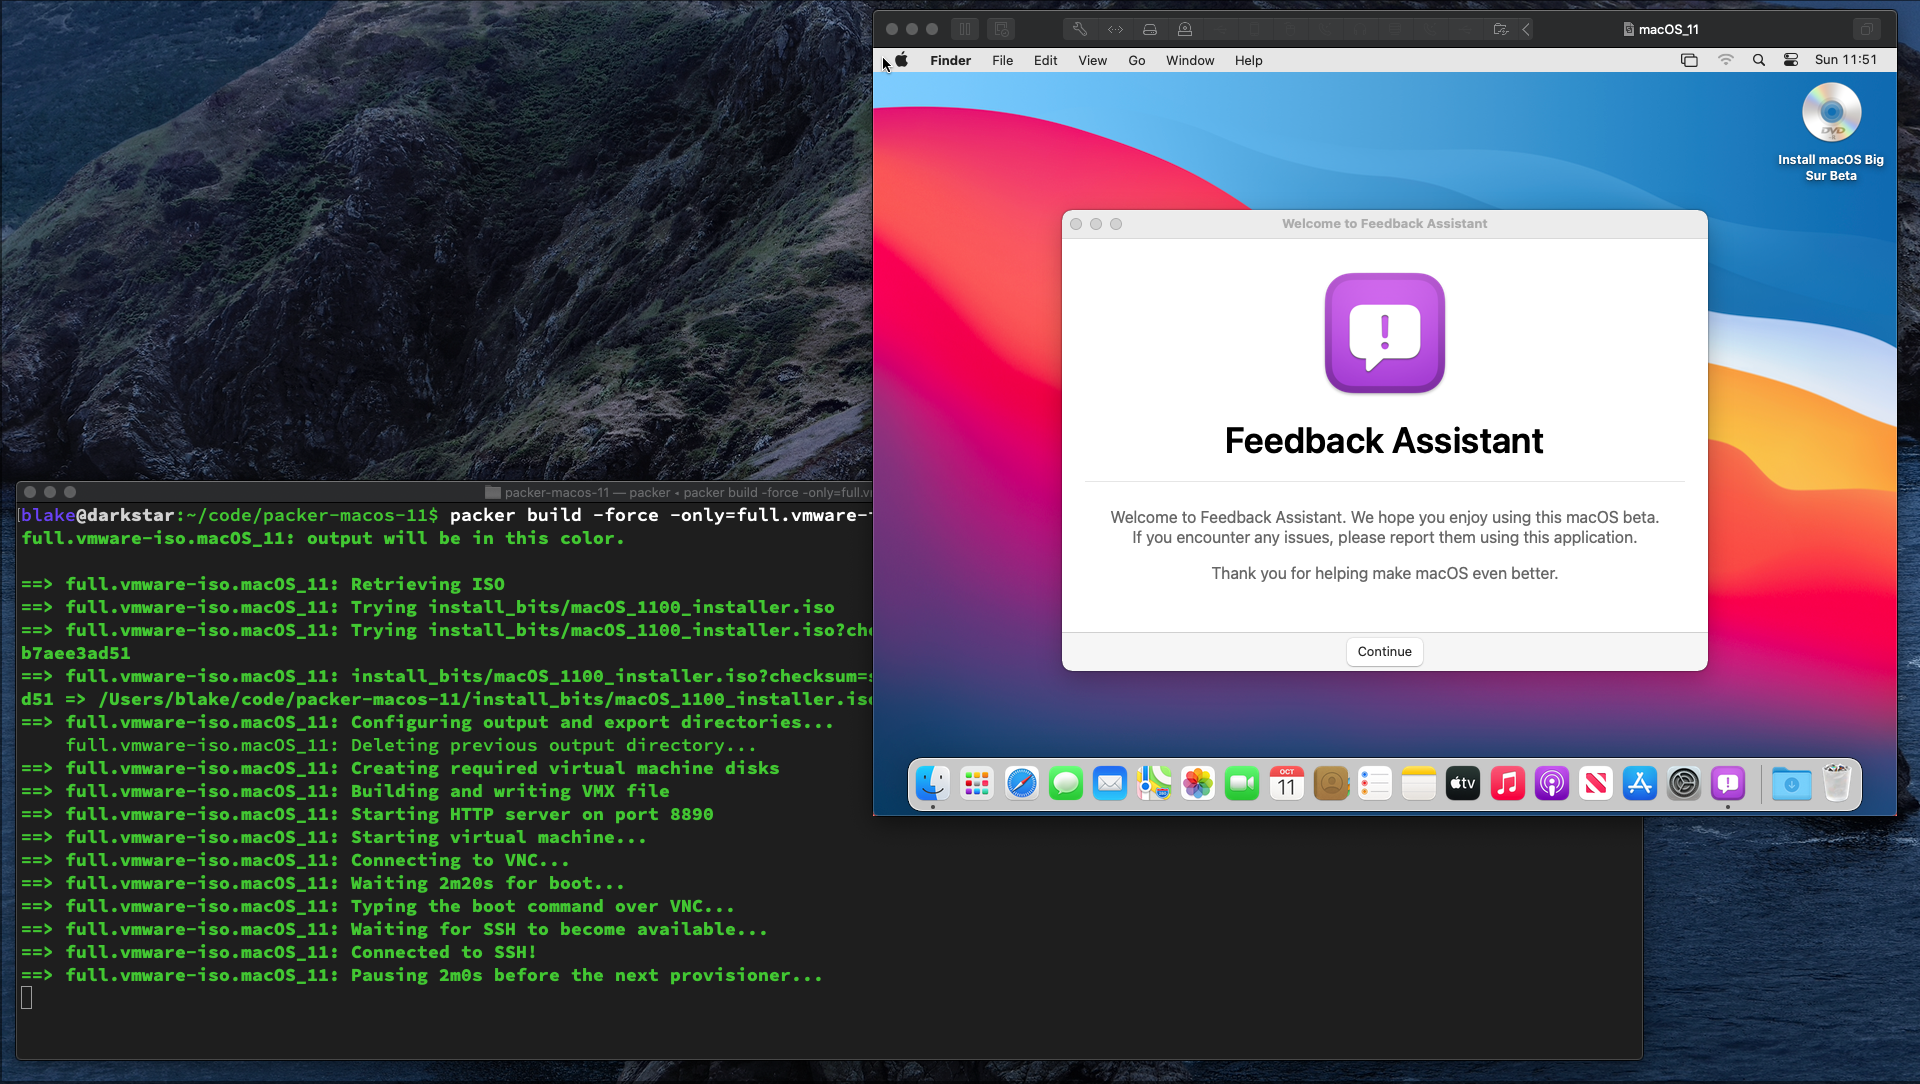 macOS_11
Finder File Edit View Go Window Help
Sun 11:51
DVD
Install macOS Big
Sur Beta
Welcome to Feedback Assistant
Feedback Assistant
Welcome to Feedback Assistant. We hope you enjoy using this macOS beta.
If you encounter any issues, please report them using this application.
Thank you for helping make macOS even better.
Continue
OCT
11
tv
packer-macos-11 — packer • packer build -force -only=full.v
blake@darkstar:~/code/packer-macos-11$ packer build -force -only=full.vmware-
full.vmware-iso.macOS_11: output will be in this color.
==> full.vmware-iso.macOS_11: Retrieving ISO
==> full.vmware-iso.macOS_11: Trying install_bits/macOS_1100_installer.iso
==> full.vmware-iso.macOS_11: Trying install_bits/macOS_1100_installer.iso?ch
b7aee3ad51
==> full.vmware-iso.macOS_11: install_bits/macOS_1100_installer.iso?checksum=
d51 => /Users/blake/code/packer-macos-11/install_bits/macOS_1100_installer.is
==> full.vmware-iso.macOS_11: Configuring output and export directories...
    full.vmware-iso.macOS_11: Deleting previous output directory...
==> full.vmware-iso.macOS_11: Creating required virtual machine disks
==> full.vmware-iso.macOS_11: Building and writing VMX file
==> full.vmware-iso.macOS_11: Starting HTTP server on port 8890
==> full.vmware-iso.macOS_11: Starting virtual machine...
==> full.vmware-iso.macOS_11: Connecting to VNC...
==> full.vmware-iso.macOS_11: Waiting 2m20s for boot...
==> full.vmware-iso.macOS_11: Typing the boot command over VNC...
==> full.vmware-iso.macOS_11: Waiting for SSH to become available...
==> full.vmware-iso.macOS_11: Connected to SSH!
==> full.vmware-iso.macOS_11: Pausing 2m0s before the next provisioner...